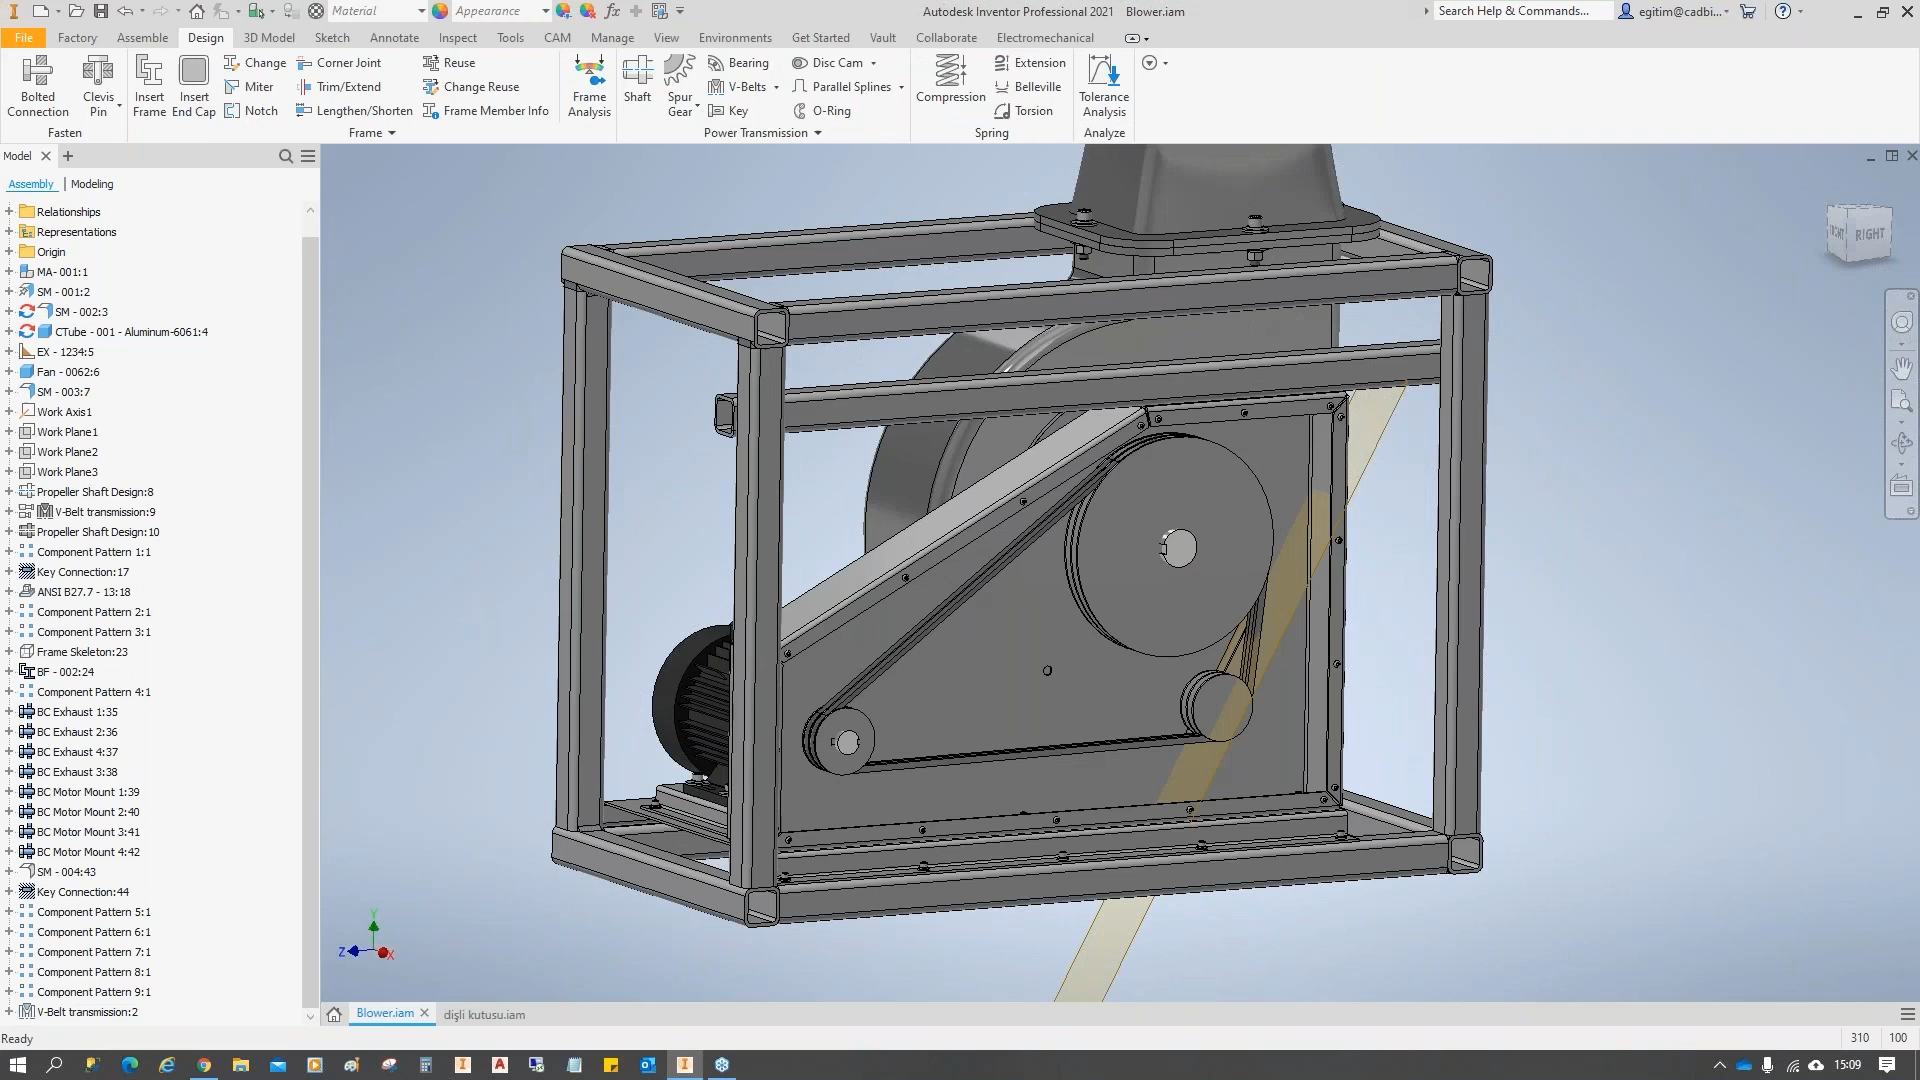 Material
Appearance
fx
Autodesk Inventor Professional 2021 Blower.iam
Search Help & Commands...
egitim@cadbi...
File Factory Assemble Design 3D Model Sketch Annotate Inspect Tools CAM Manage View Environments Get Started Vault Collaborate Electromechanical
Bolted Connection
Clevis Pin
Fasten
Insert Frame
Insert End Cap
Change
Miter
Notch
Corner Joint
Trim/Extend
Lengthen/Shorten
Reuse
Change Reuse
Frame Member Info
Frame
Frame Analysis
Shaft
Spur Gear
Bearing
V-Belts
Key
Disc Cam
Parallel Splines
O-Ring
Power Transmission
Compression
Extension
Belleville
Torsion
Spring
Tolerance Analysis
Analyze
Model
Assembly | Modeling
Relationships
Representations
Origin
MA- 001:1
SM - 001:2
SM - 002:3
CTube - 001 - Aluminum-6061:4
EX - 1234:5
Fan - 0062:6
SM - 003:7
Work Axis1
Work Plane1
Work Plane2
Work Plane3
Propeller Shaft Design:8
V-Belt transmission:9
Propeller Shaft Design:10
Component Pattern 1:1
Key Connection:17
ANSI B27.7 - 13:18
Component Pattern 2:1
Component Pattern 3:1
Frame Skeleton:23
BF - 002:24
Component Pattern 4:1
BC Exhaust 1:35
BC Exhaust 2:36
BC Exhaust 4:37
BC Exhaust 3:38
BC Motor Mount 1:39
BC Motor Mount 2:40
BC Motor Mount 3:41
BC Motor Mount 4:42
SM - 004:43
Key Connection:44
Component Pattern 5:1
Component Pattern 6:1
Component Pattern 7:1
Component Pattern 8:1
Component Pattern 9:1
V-Belt transmission:2
RIGHT
Y
Z
X
Blower.iam
dişli kutusu.iam
Ready
310 100
15:09